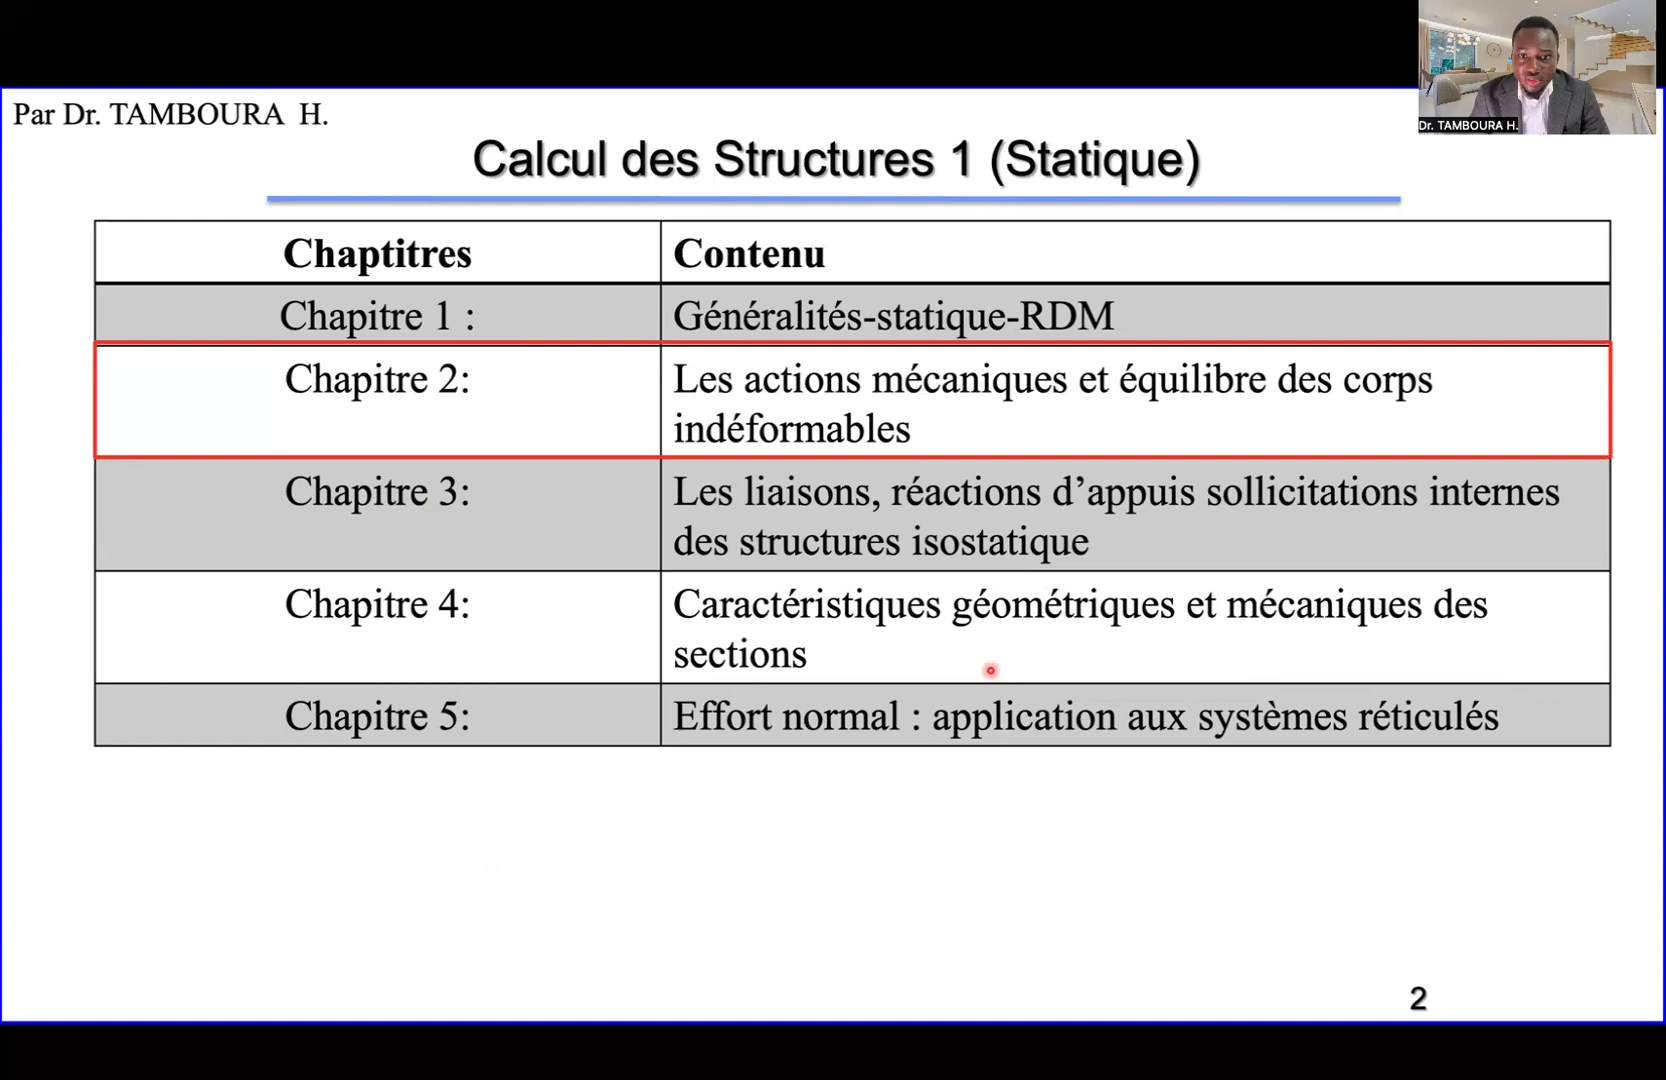 Dr. TAMBOURA H.
Par Dr. TAMBOURA H.
Calcul des Structures 1 (Statique)
Chaptitres
Contenu
Chapitre 1 :
Généralités-statique-RDM
Chapitre 2:
Les actions mécaniques et équilibre des corps
indéformables
Chapitre 3:
Les liaisons, réactions d’appuis sollicitations internes
des structures isostatique
Chapitre 4:
Caractéristiques géométriques et mécaniques des
sections
Chapitre 5:
Effort normal : application aux systèmes réticulés
2